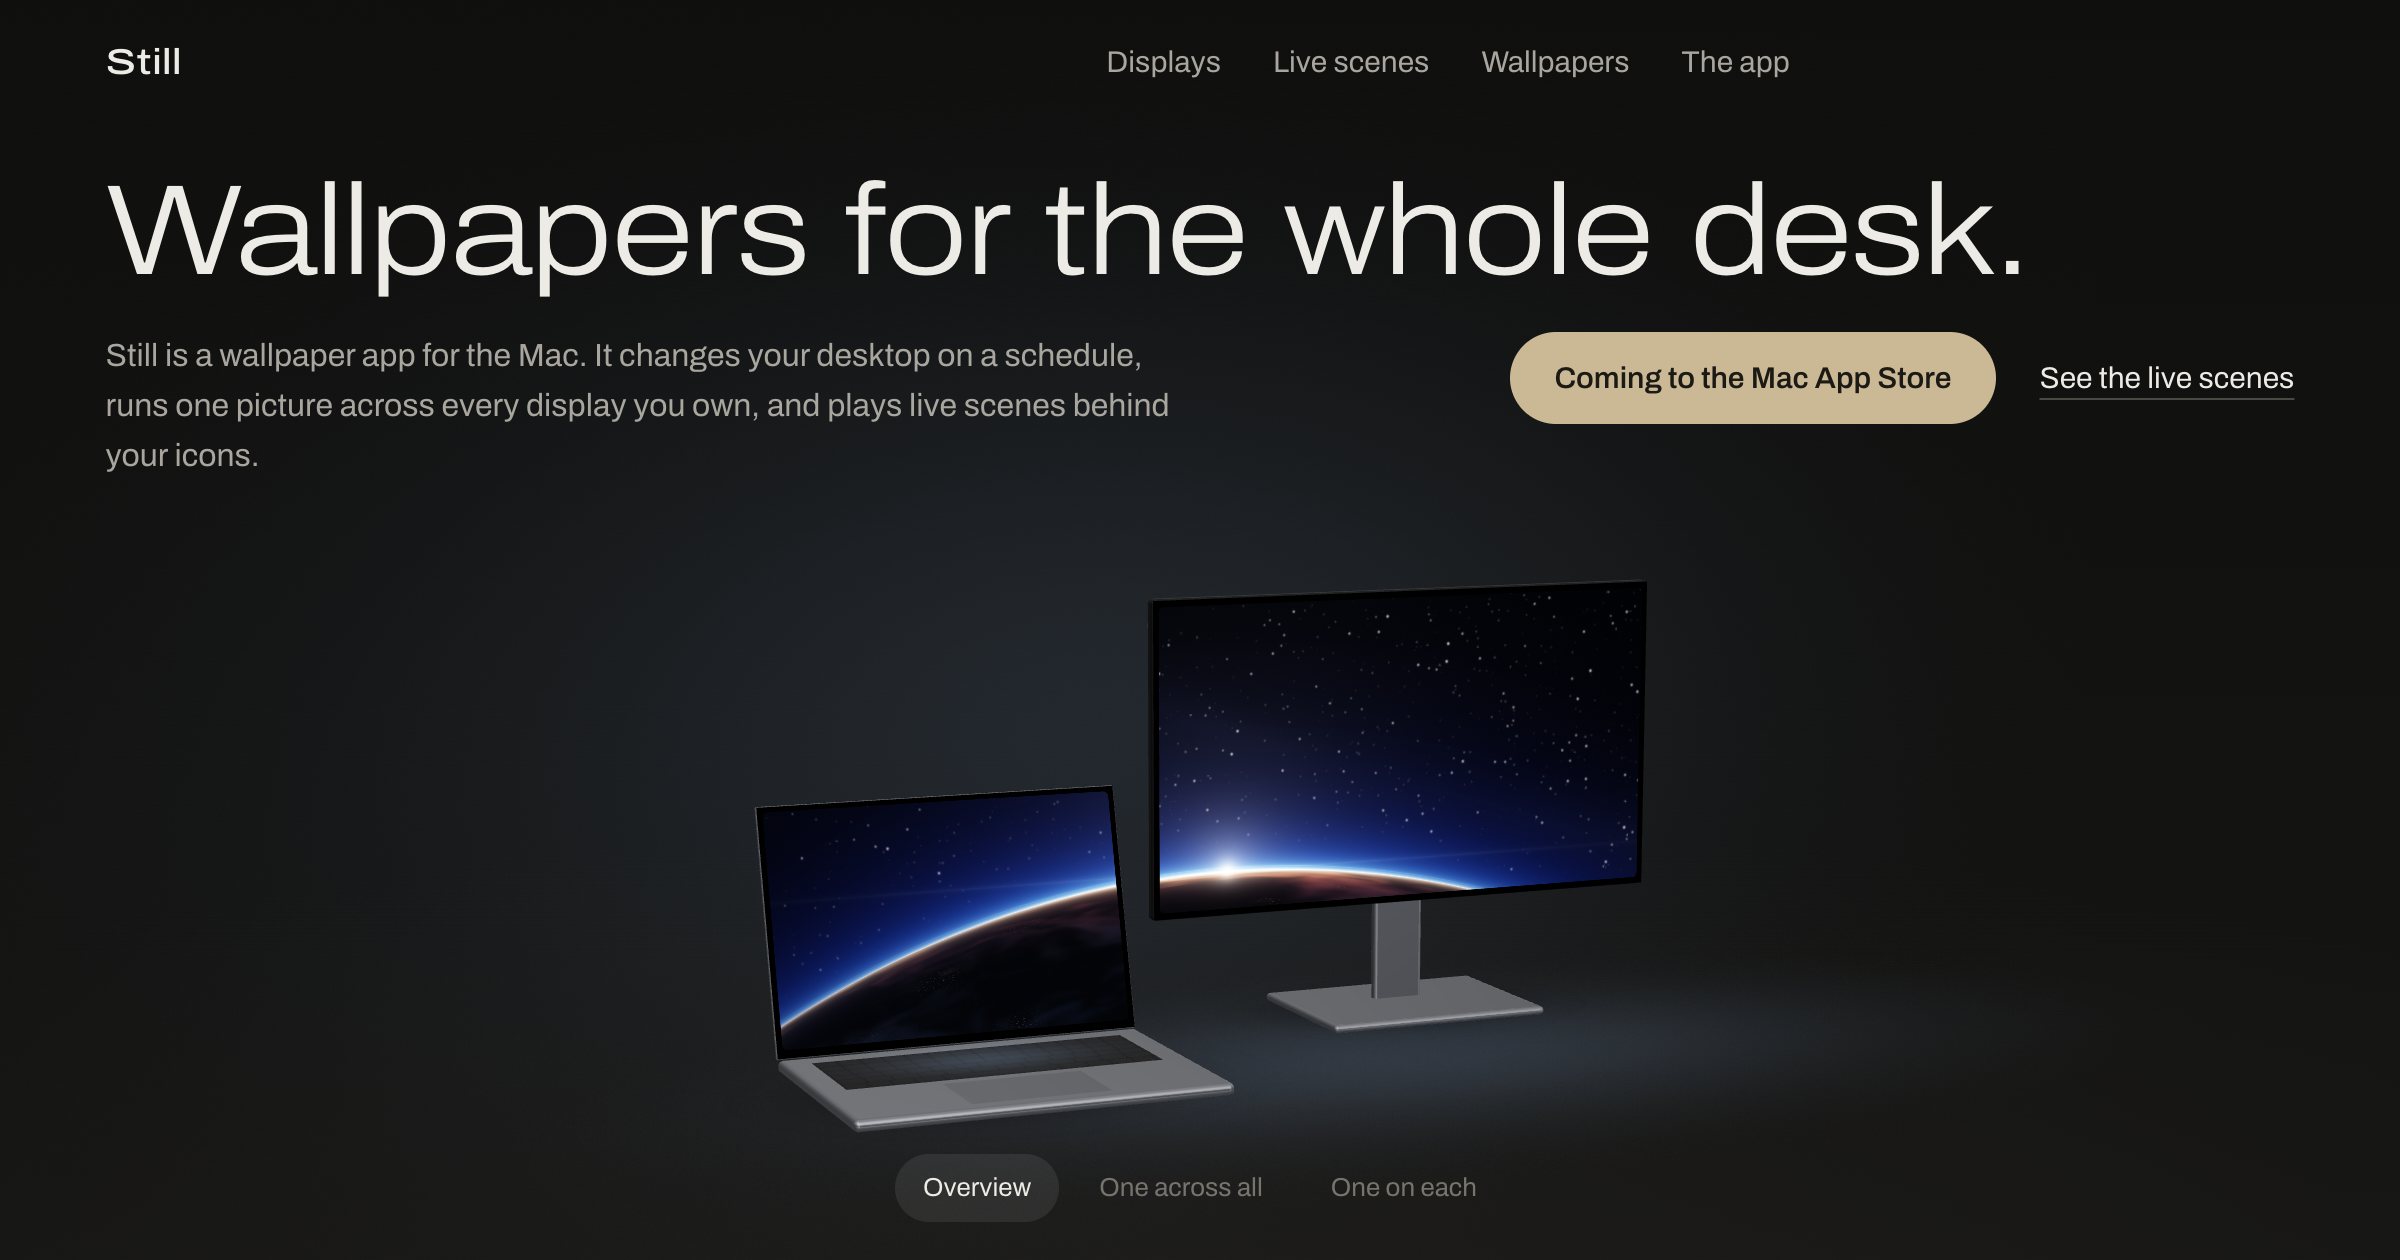 Still
Displays
Live scenes
Wallpapers
The app
Wallpapers for the whole desk.
Still is a wallpaper app for the Mac. It changes your desktop on a schedule,
runs one picture across every display you own, and plays live scenes behind
your icons.
Coming to the Mac App Store
See the live scenes
Overview
One across all
One on each